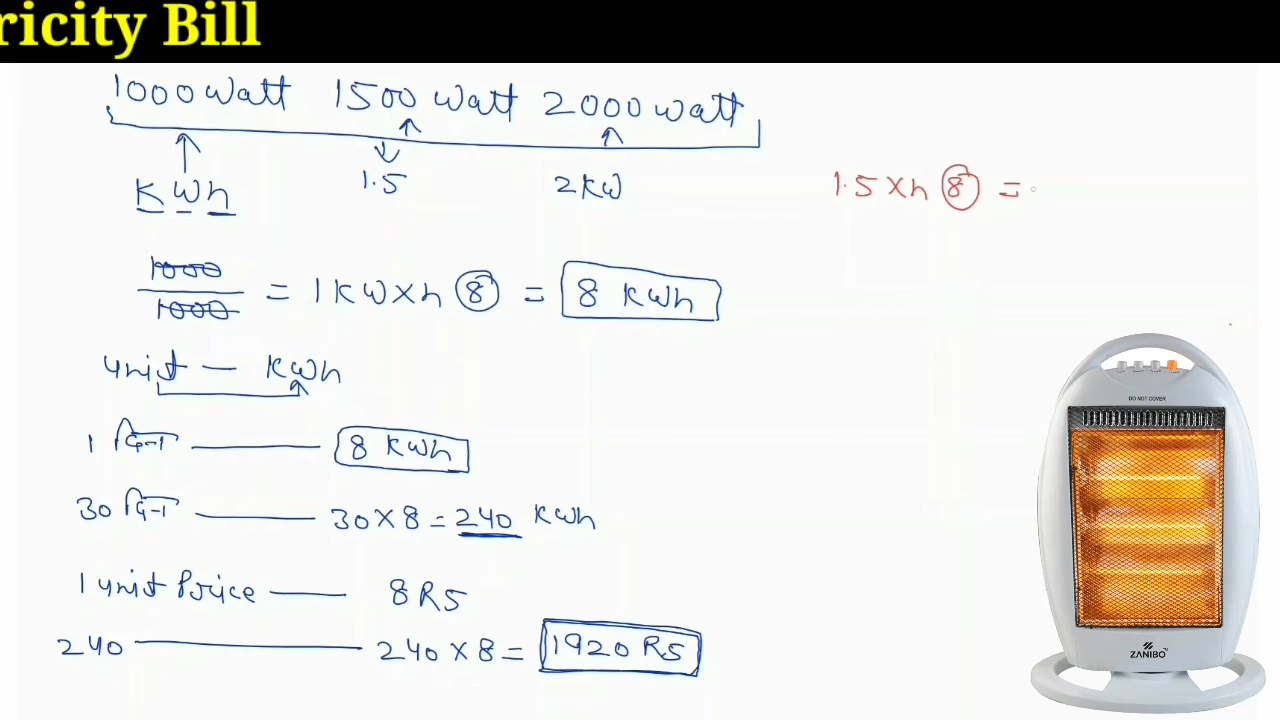 ricity Bill
1000 watt 1500 watt 2000 watt
KWh 1.5 2KW
1.5 X h 8 =
1000
1000 = 1 KW X h 8 = 8 KWh
unit — KWh
1 दिन 8 KWh
30 दिन 30 X 8 = 240 KWh
1 unit Price — 8 RS
240 — 240 X 8 = 1920 RS
DO NOT COVER
ZANIBO